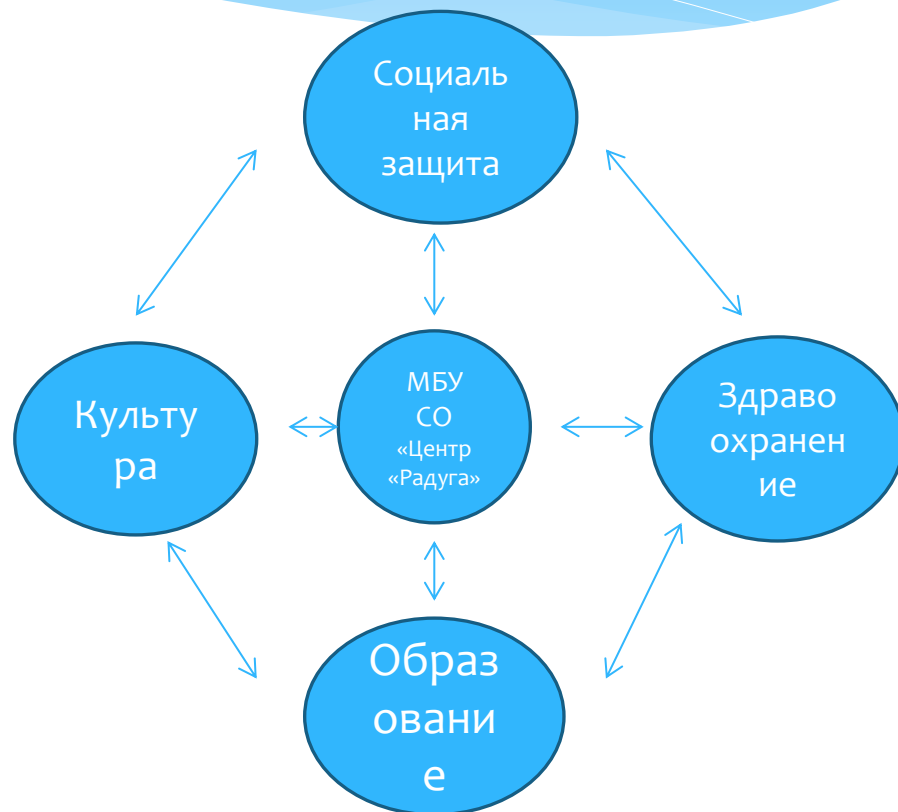 Социаль
ная
защита
Культу
ра
МБУ
СО
«Центр
«Радуга»
Здраво
охранен
ие
Образ
овани
е